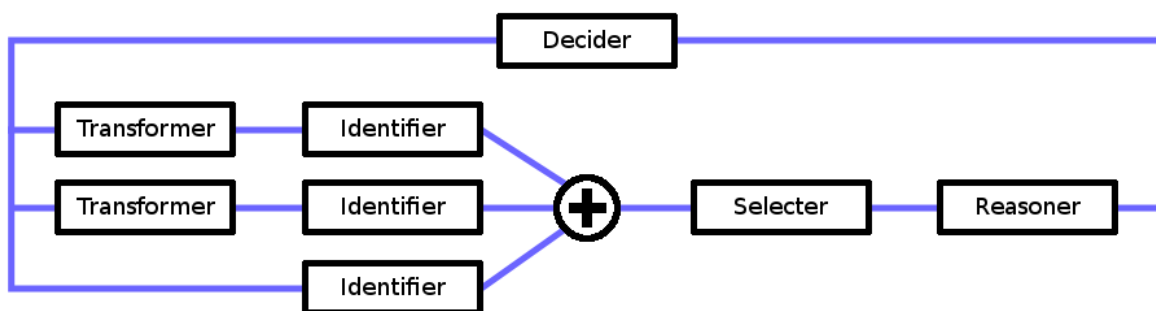 Decider
Transformer Identifier
Transformer Identifier
Selecter Reasoner
Identifier